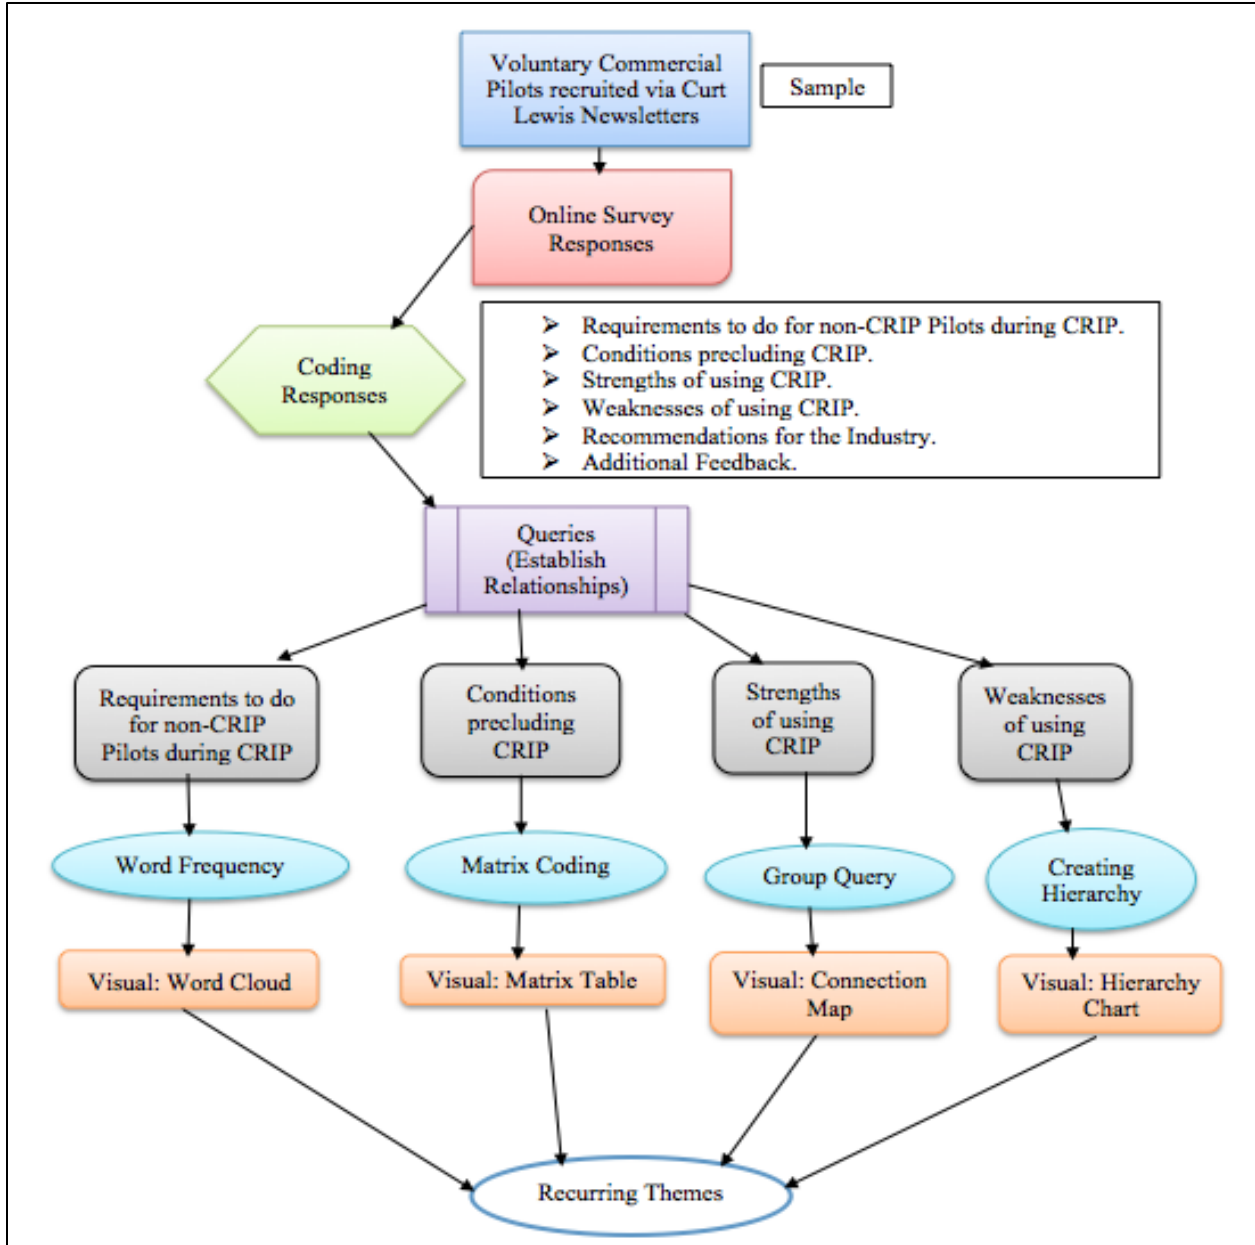 Voluntary Commercial
Pilots recruited via Curt
Lewis Newsletters
Sample
Online Survey
Responses
Coding
Responses
➤ Requirements to do for non-CRIP Pilots during CRIP.
➤ Conditions precluding CRIP.
➤ Strengths of using CRIP.
➤ Weaknesses of using CRIP.
➤ Recommendations for the Industry.
➤ Additional Feedback.
Queries
(Establish
Relationships)
Requirements to do
for non-CRIP
Pilots during CRIP
Conditions
precluding
CRIP
Strengths
of using
CRIP
Weaknesses
of using
CRIP
Word Frequency
Matrix Coding
Group Query
Creating
Hierarchy
Visual: Word Cloud
Visual: Matrix Table
Visual: Connection
Map
Visual: Hierarchy
Chart
Recurring Themes